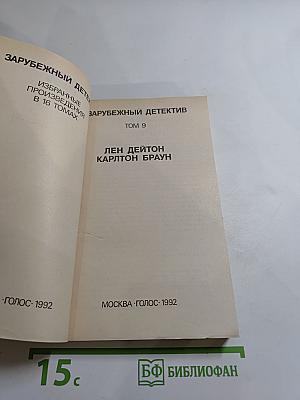 ЗАРУБЕЖНЫЙ ДЕТЕ
ИЗБРАННЫЕ
ПРОИЗВЕДЕНИЯ
В 16 ТОМАХ
·ГОЛОС·1992
ЗАРУБЕЖНЫЙ ДЕТЕКТИВ
ТОМ 9
ЛЕН ДЕЙТОН
КАРЛТОН БРАУН
МОСКВА·ГОЛОС·1992
15с
БФ БИБЛИОФАН